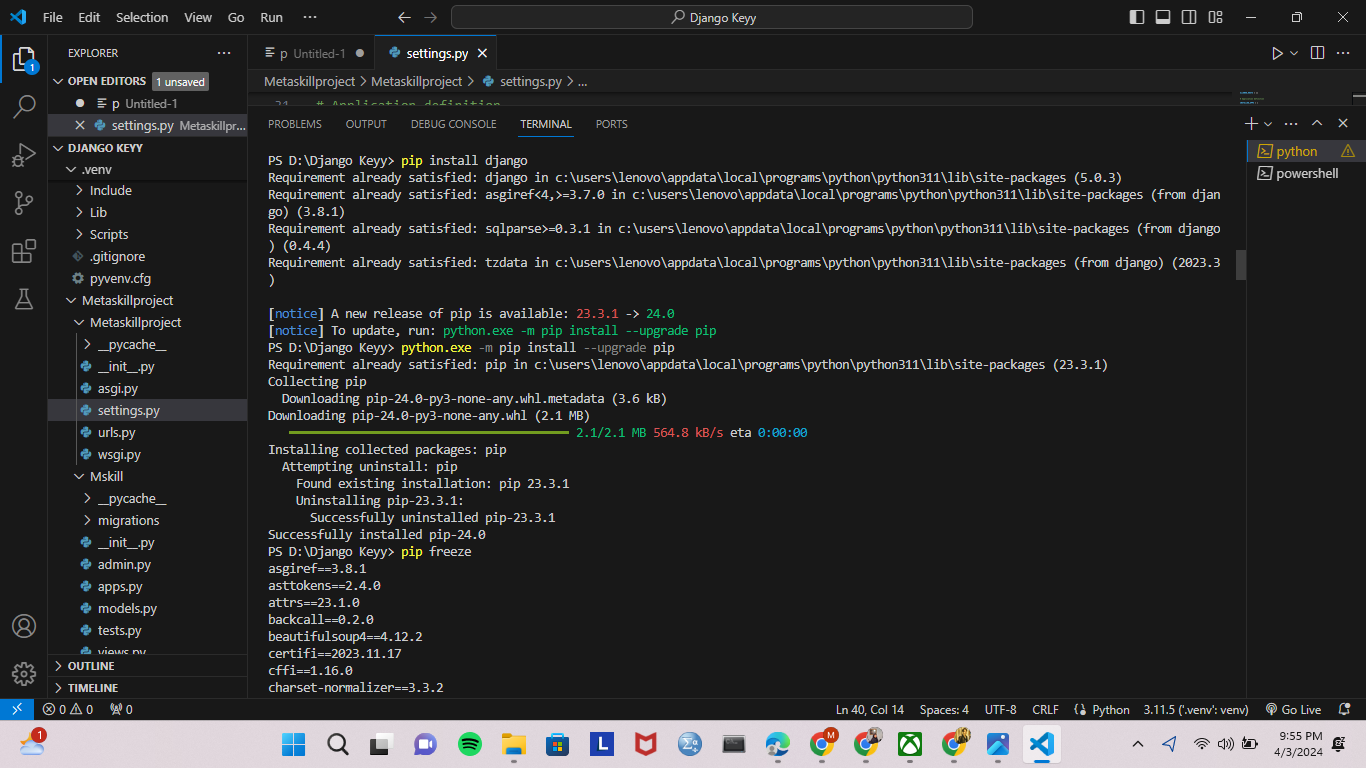 File Edit Selection View Go Run ··· Django Keyy
EXPLORER ···
OPEN EDITORS 1 unsaved
p Untitled-1
settings.py Metaskillpr...
DJANGO KEYY
.venv
Include
Lib
Scripts
.gitignore
pyvenv.cfg
Metaskillproject
Metaskillproject
__pycache__
__init__.py
asgi.py
settings.py
urls.py
wsgi.py
Mskill
__pycache__
migrations
__init__.py
admin.py
apps.py
models.py
tests.py
views.py
OUTLINE
TIMELINE
p Untitled-1 settings.py
Metaskillproject > Metaskillproject > settings.py > ...
31 # Application definition
PROBLEMS OUTPUT DEBUG CONSOLE TERMINAL PORTS
PS D:\Django Keyy> pip install django
Requirement already satisfied: django in c:\users\lenovo\appdata\local\programs\python\python311\lib\site-packages (5.0.3)
Requirement already satisfied: asgiref<4,>=3.7.0 in c:\users\lenovo\appdata\local\programs\python\python311\lib\site-packages (from djan
go) (3.8.1)
Requirement already satisfied: sqlparse>=0.3.1 in c:\users\lenovo\appdata\local\programs\python\python311\lib\site-packages (from django
) (0.4.4)
Requirement already satisfied: tzdata in c:\users\lenovo\appdata\local\programs\python\python311\lib\site-packages (from django) (2023.3
)
[notice] A new release of pip is available: 23.3.1 -> 24.0
[notice] To update, run: python.exe -m pip install --upgrade pip
PS D:\Django Keyy> python.exe -m pip install --upgrade pip
Requirement already satisfied: pip in c:\users\lenovo\appdata\local\programs\python\python311\lib\site-packages (23.3.1)
Collecting pip
Downloading pip-24.0-py3-none-any.whl.metadata (3.6 kB)
Downloading pip-24.0-py3-none-any.whl (2.1 MB)
2.1/2.1 MB 564.8 kB/s eta 0:00:00
Installing collected packages: pip
Attempting uninstall: pip
Found existing installation: pip 23.3.1
Uninstalling pip-23.3.1:
Successfully uninstalled pip-23.3.1
Successfully installed pip-24.0
PS D:\Django Keyy> pip freeze
asgiref==3.8.1
asttokens==2.4.0
attrs==23.1.0
backcall==0.2.0
beautifulsoup4==4.12.2
certifi==2023.11.17
cffi==1.16.0
charset-normalizer==3.3.2
python
powershell
0 0 0 Ln 40, Col 14 Spaces: 4 UTF-8 CRLF Python 3.11.5 ('.venv': venv) Go Live
9:55 PM
4/3/2024